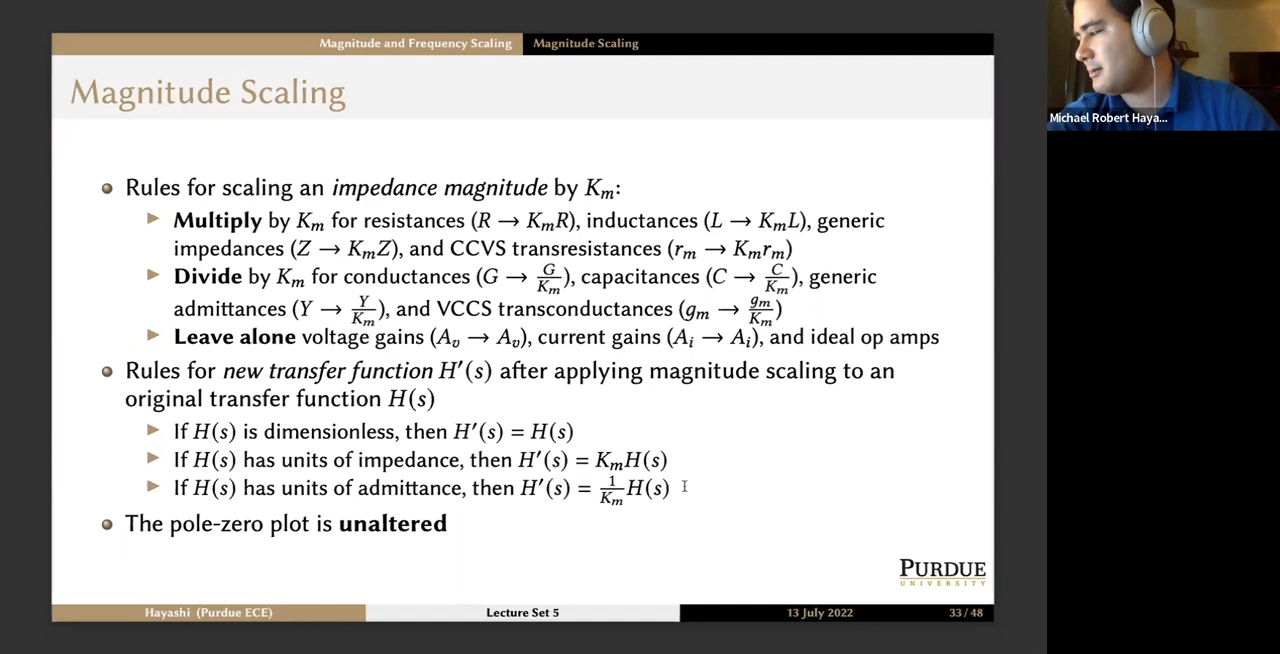 Magnitude and Frequency Scaling Magnitude Scaling
Magnitude Scaling
Rules for scaling an impedance magnitude by Kₘ:
Multiply by Kₘ for resistances (R → KₘR), inductances (L → KₘL), generic
impedances (Z → KₘZ), and CCVS transresistances (rₘ → Kₘrₘ)
Divide by Kₘ for conductances (G → G/Kₘ), capacitances (C → C/Kₘ), generic
admittances (Y → Y/Kₘ), and VCCS transconductances (gₘ → gₘ/Kₘ)
Leave alone voltage gains (Aᵥ → Aᵥ), current gains (Aᵢ → Aᵢ), and ideal op amps
Rules for new transfer function H′(s) after applying magnitude scaling to an
original transfer function H(s)
If H(s) is dimensionless, then H′(s) = H(s)
If H(s) has units of impedance, then H′(s) = KₘH(s)
If H(s) has units of admittance, then H′(s) = 1/Kₘ H(s)
The pole-zero plot is unaltered
PURDUE
UNIVERSITY
Hayashi (Purdue ECE) Lecture Set 5 13 July 2022 33 / 48
Michael Robert Haya...